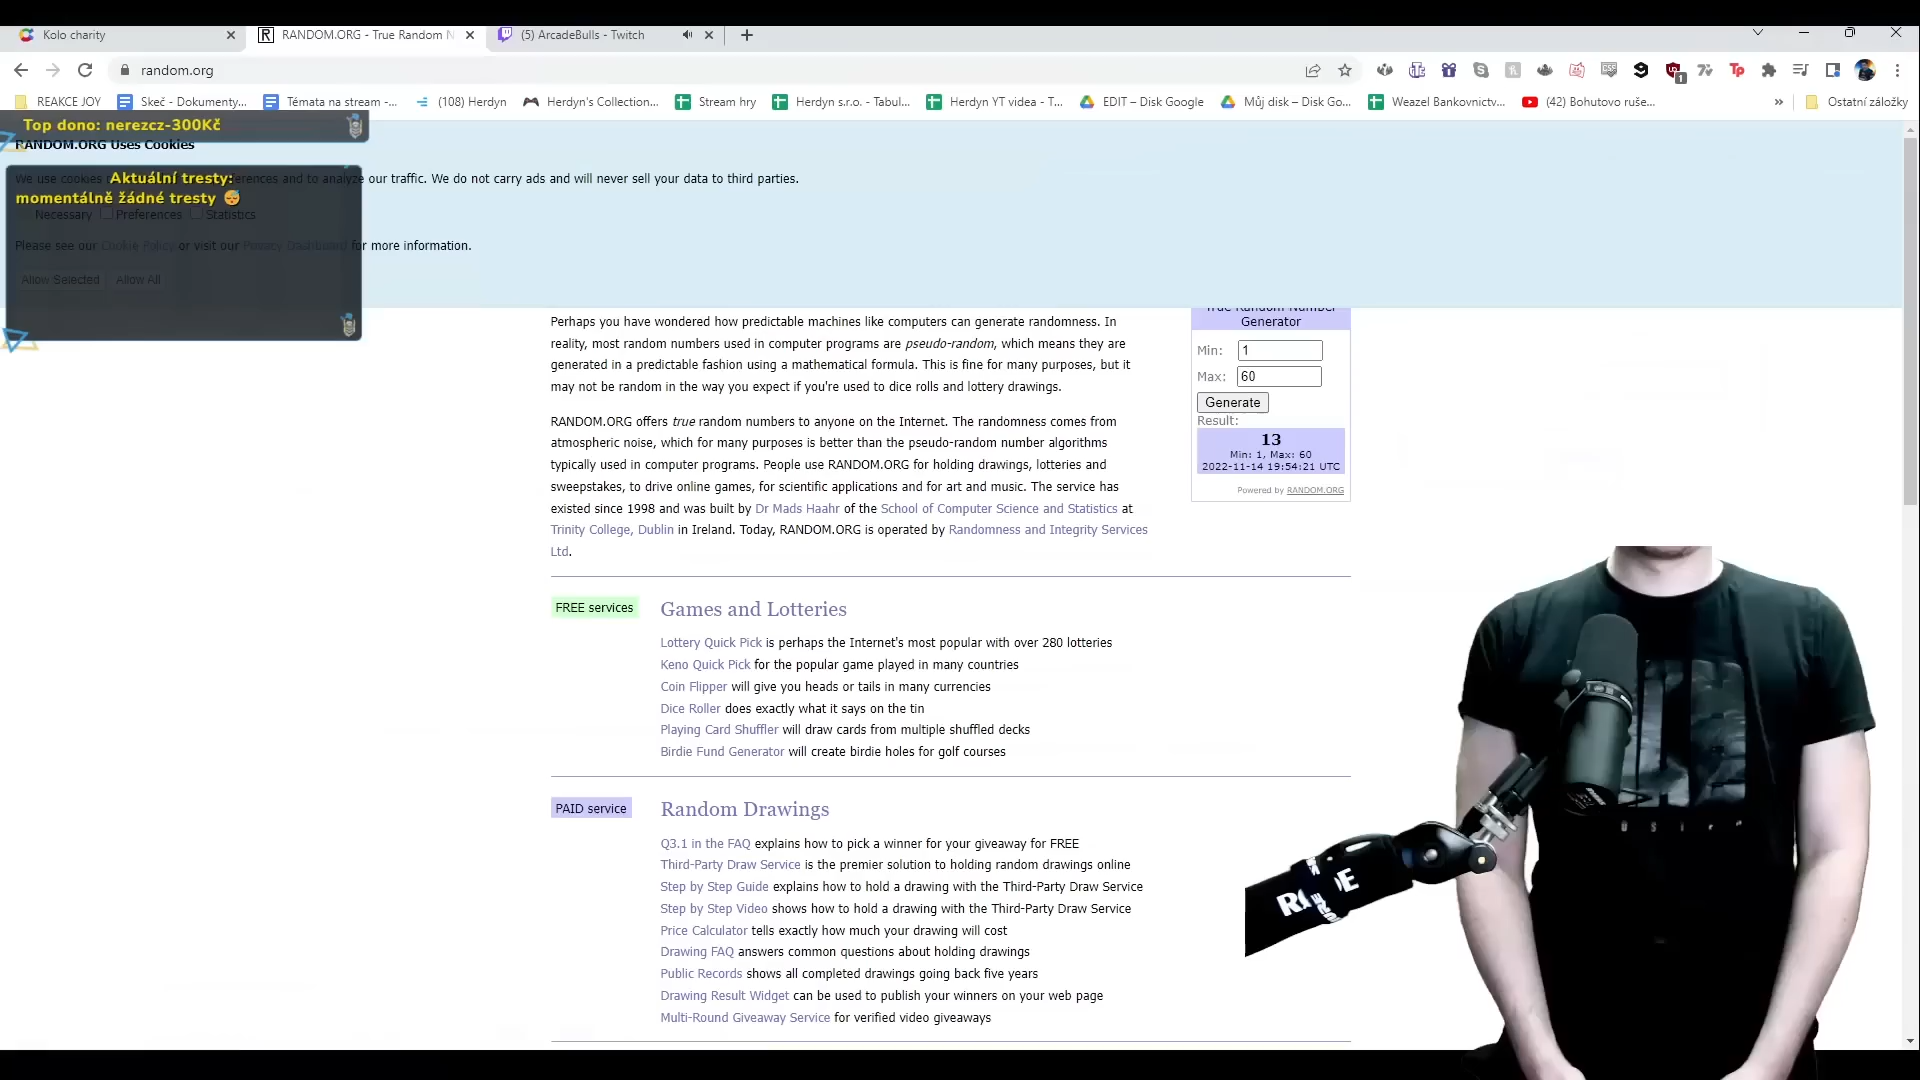 Kolo charity
RANDOM.ORG - True Random N
(5) ArcadeBulls - Twitch
random.org
REAKCE JOY
Skeč - Dokumenty...
Témata na stream -...
(108) Herdyn
Herdyn's Collection...
Stream hry
Herdyn s.r.o. - Tabul...
Herdyn YT videa - T...
EDIT – Disk Google
Můj disk – Disk Go...
Weazel Bankovnictv...
(42) Bohutovo ruše...
»
Ostatní záložky
Top dono: nerezcz-300Kč
RANDOM.ORG Uses Cookies
We use cookies
erences and to analyze our traffic. We do not carry ads and will never sell your data to third parties.
Aktuální tresty:
momentálně žádné tresty 😴
Necessary
Preferences
Statistics
Please see our Cookie Policy or visit our Privacy Dashboard for more information.
Allow Selected
Allow All
Perhaps you have wondered how predictable machines like computers can generate randomness. In
reality, most random numbers used in computer programs are pseudo-random, which means they are
generated in a predictable fashion using a mathematical formula. This is fine for many purposes, but it
may not be random in the way you expect if you're used to dice rolls and lottery drawings.
RANDOM.ORG offers true random numbers to anyone on the Internet. The randomness comes from
atmospheric noise, which for many purposes is better than the pseudo-random number algorithms
typically used in computer programs. People use RANDOM.ORG for holding drawings, lotteries and
sweepstakes, to drive online games, for scientific applications and for art and music. The service has
existed since 1998 and was built by Dr Mads Haahr of the School of Computer Science and Statistics at
Trinity College, Dublin in Ireland. Today, RANDOM.ORG is operated by Randomness and Integrity Services
Ltd.
True Random Number
Generator
Min: 1
Max: 60
Generate
Result:
13
Min: 1, Max: 60
2022-11-14 19:54:21 UTC
Powered by RANDOM.ORG
FREE services
Games and Lotteries
Lottery Quick Pick is perhaps the Internet's most popular with over 280 lotteries
Keno Quick Pick for the popular game played in many countries
Coin Flipper will give you heads or tails in many currencies
Dice Roller does exactly what it says on the tin
Playing Card Shuffler will draw cards from multiple shuffled decks
Birdie Fund Generator will create birdie holes for golf courses
PAID service
Random Drawings
Q3.1 in the FAQ explains how to pick a winner for your giveaway for FREE
Third-Party Draw Service is the premier solution to holding random drawings online
Step by Step Guide explains how to hold a drawing with the Third-Party Draw Service
Step by Step Video shows how to hold a drawing with the Third-Party Draw Service
Price Calculator tells exactly how much your drawing will cost
Drawing FAQ answers common questions about holding drawings
Public Records shows all completed drawings going back five years
Drawing Result Widget can be used to publish your winners on your web page
Multi-Round Giveaway Service for verified video giveaways